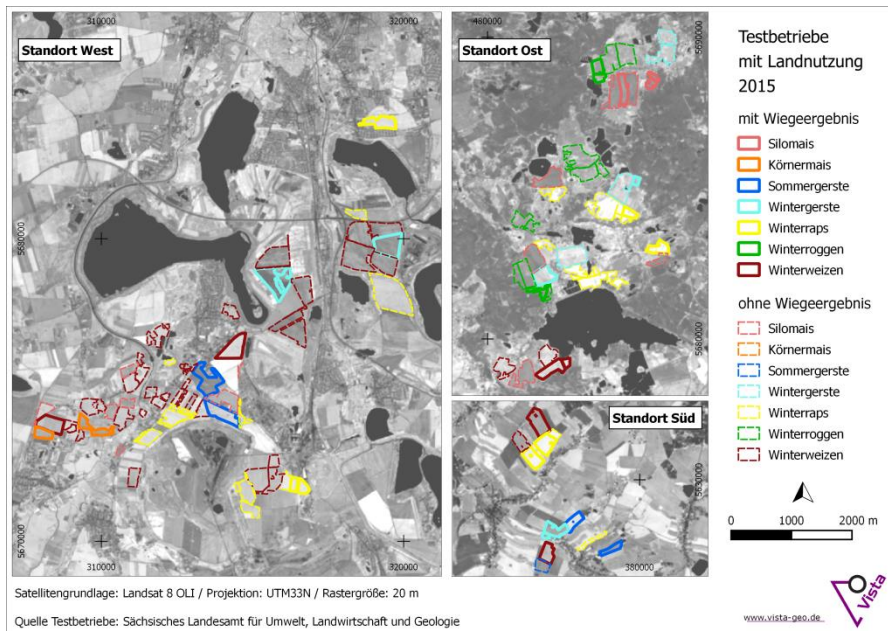 Standort West
310000
320000
5680000
5670000
310000
320000
Standort Ost
480000
5690000
5680000
Standort Süd
5630000
380000
Testbetriebe
mit Landnutzung
2015
mit Wiegeergebnis
Silomais
Körnermais
Sommergerste
Wintergerste
Winterraps
Winterroggen
Winterweizen
ohne Wiegeergebnis
Silomais
Körnermais
Sommergerste
Wintergerste
Winterraps
Winterroggen
Winterweizen
0 1000 2000 m
Satellitengrundlage: Landsat 8 OLI / Projektion: UTM33N / Rastergröße: 20 m
Quelle Testbetriebe: Sächsisches Landesamt für Umwelt, Landwirtschaft und Geologie
www.vista-geo.de
Vista